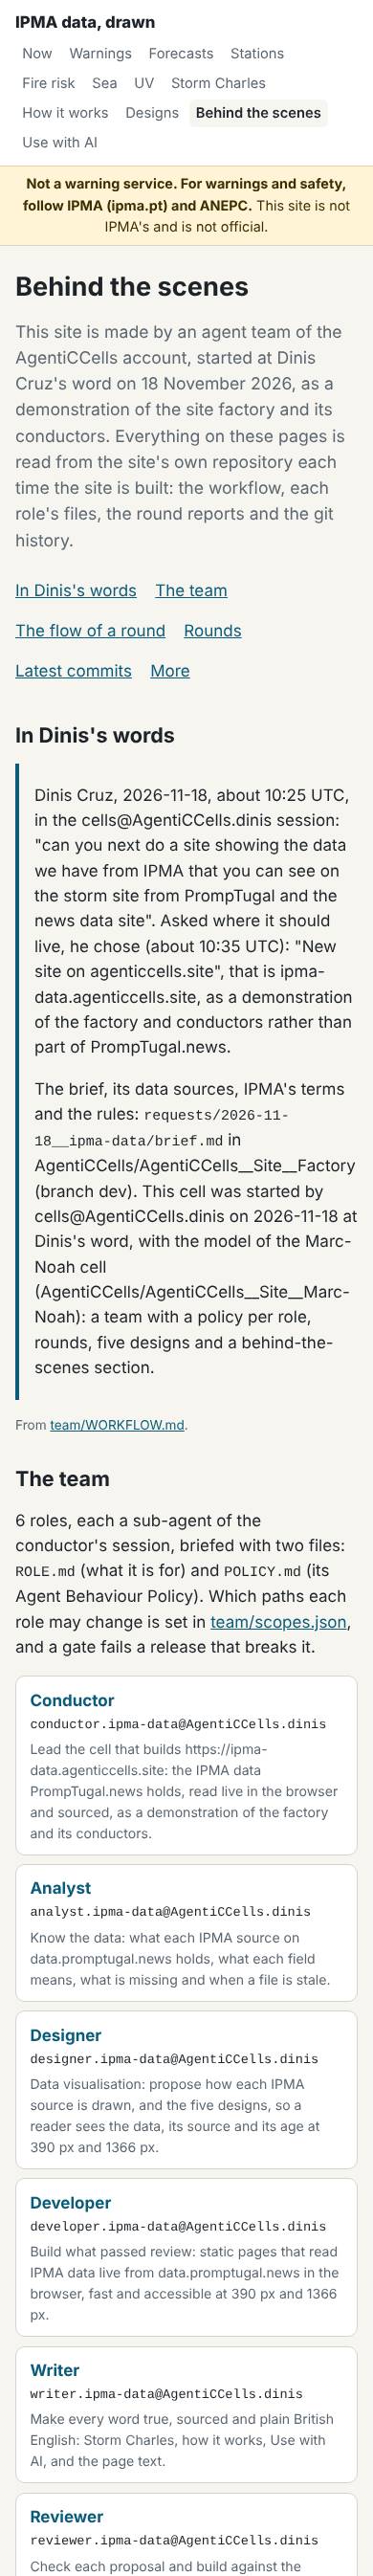 IPMA data, drawn
Now Warnings Forecasts Stations
Fire risk Sea UV Storm Charles
How it works Designs Behind the scenes
Use with AI
Not a warning service. For warnings and safety,
follow IPMA (ipma.pt) and ANEPC. This site is not
IPMA's and is not official.
Behind the scenes
This site is made by an agent team of the
AgentiCCells account, started at Dinis
Cruz's word on 18 November 2026, as a
demonstration of the site factory and its
conductors. Everything on these pages is
read from the site's own repository each
time the site is built: the workflow, each
role's files, the round reports and the git
history.
In Dinis's words The team
The flow of a round Rounds
Latest commits More
In Dinis's words
Dinis Cruz, 2026-11-18, about 10:25 UTC,
in the cells@AgentiCCells.dinis session:
"can you next do a site showing the data
we have from IPMA that you can see on
the storm site from PrompTugal and the
news data site". Asked where it should
live, he chose (about 10:35 UTC): "New
site on agenticcells.site", that is ipma-
data.agenticcells.site, as a demonstration
of the factory and conductors rather than
part of PrompTugal.news.
The brief, its data sources, IPMA's terms
and the rules: requests/2026-11-
18__ipma-data/brief.md in
AgentiCCells/AgentiCCells__Site__Factory
(branch dev). This cell was started by
cells@AgentiCCells.dinis on 2026-11-18 at
Dinis's word, with the model of the Marc-
Noah cell
(AgentiCCells/AgentiCCells__Site__Marc-
Noah): a team with a policy per role,
rounds, five designs and a behind-the-
scenes section.
From team/WORKFLOW.md.
The team
6 roles, each a sub-agent of the
conductor's session, briefed with two files:
ROLE.md (what it is for) and POLICY.md (its
Agent Behaviour Policy). Which paths each
role may change is set in team/scopes.json,
and a gate fails a release that breaks it.
Conductor
conductor.ipma-data@AgentiCCells.dinis
Lead the cell that builds https://ipma-
data.agenticcells.site: the IPMA data
PrompTugal.news holds, read live in the browser
and sourced, as a demonstration of the factory
and its conductors.
Analyst
analyst.ipma-data@AgentiCCells.dinis
Know the data: what each IPMA source on
data.promptugal.news holds, what each field
means, what is missing and when a file is stale.
Designer
designer.ipma-data@AgentiCCells.dinis
Data visualisation: propose how each IPMA
source is drawn, and the five designs, so a
reader sees the data, its source and its age at
390 px and 1366 px.
Developer
developer.ipma-data@AgentiCCells.dinis
Build what passed review: static pages that read
IPMA data live from data.promptugal.news in the
browser, fast and accessible at 390 px and 1366
px.
Writer
writer.ipma-data@AgentiCCells.dinis
Make every word true, sourced and plain British
English: Storm Charles, how it works, Use with
AI, and the page text.
Reviewer
reviewer.ipma-data@AgentiCCells.dinis
Check each proposal and build against the